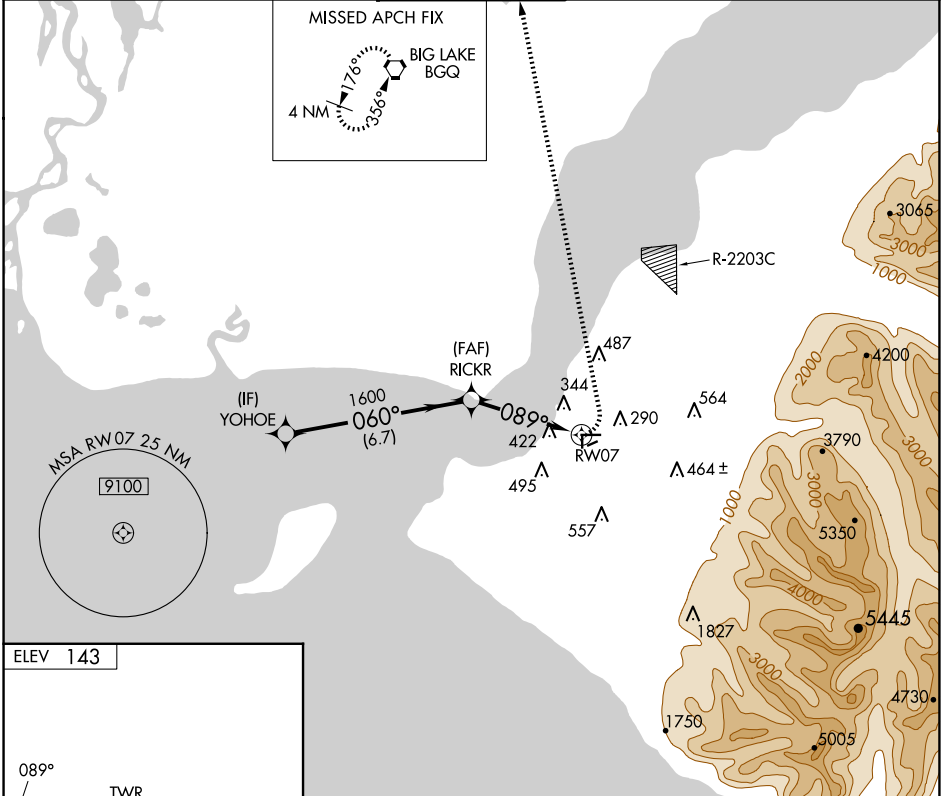 MISSED APCH FIX
BIG LAKE
BGQ
176°
356°
4 NM
3065
3000
1000
R-2203C
487
4200
2000
(FAF)
RICKR
(IF)
YOHOE
1600
060°
(6.7)
344
089°
422
290
564
3000
RW07
3790
MSA RW07 25 NM
9100
495
464 ±
3000
1000
557
5350
4000
5445
1827
3000
ELEV 143
4730
1750
5005
089°
TWR